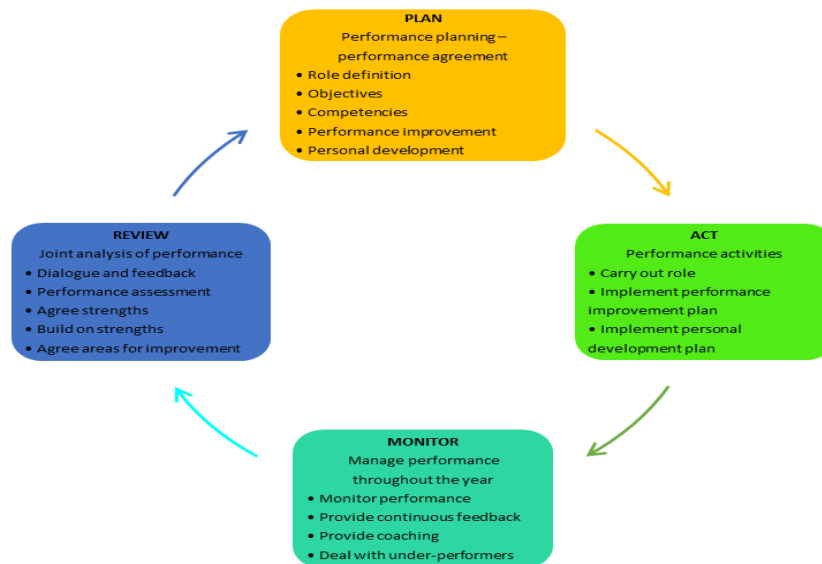 PLAN
Performance planning –
performance agreement
• Role definition
• Objectives
• Competencies
• Performance improvement
• Personal development
ACT
Performance activities
• Carry out role
• Implement performance
improvement plan
• Implement personal
development plan
MONITOR
Manage performance
throughout the year
• Monitor performance
• Provide continuous feedback
• Provide coaching
• Deal with under-performers
REVIEW
Joint analysis of performance
• Dialogue and feedback
• Performance assessment
• Agree strengths
• Build on strengths
• Agree areas for improvement